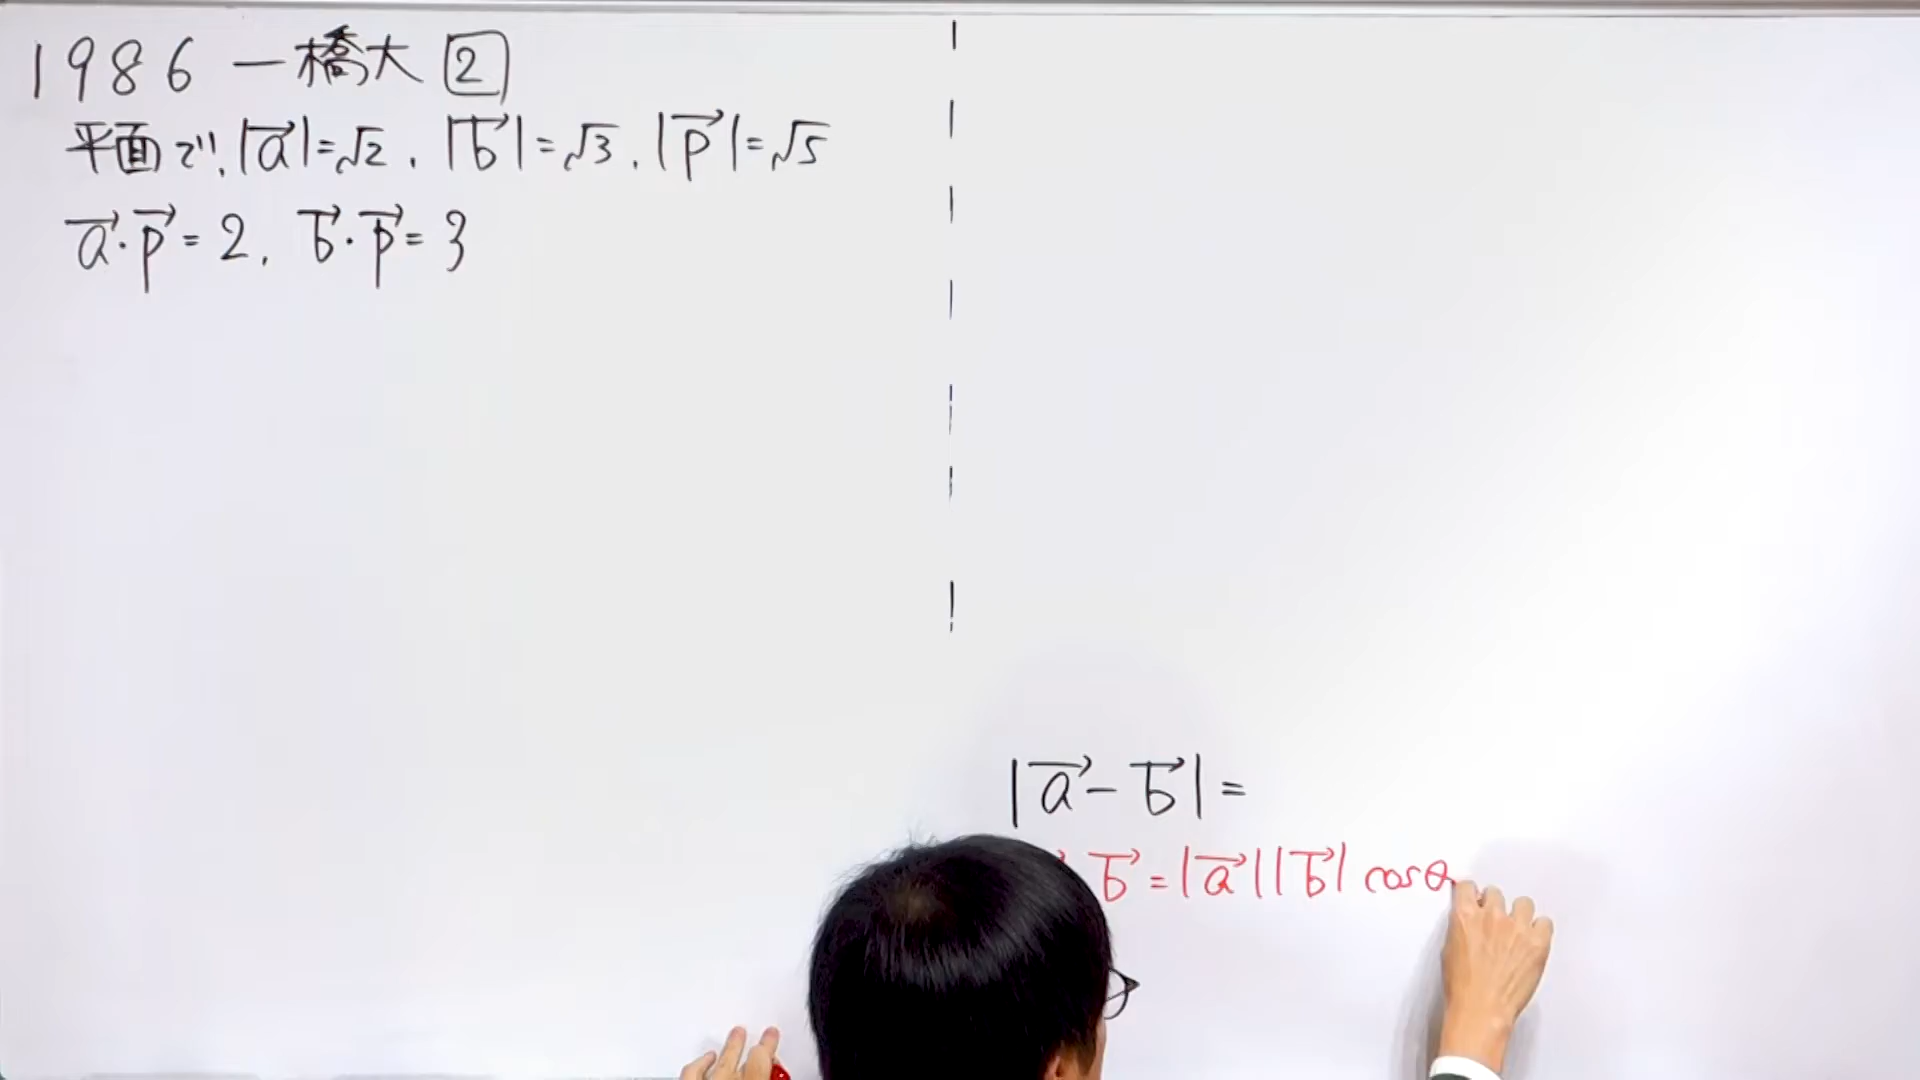 1986 一橋大 2
平面で、|a→|=√2, |b→|=√3, |p→|=√5
a→・p→=2, b→・p→=3
|a→-b→|=
b→=|a→||b→|cosθ